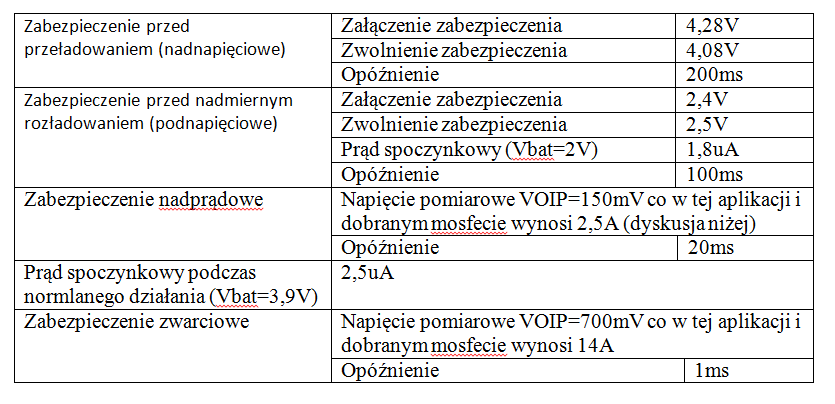 Zabezpieczenie przed
przeładowaniem (nadnapięciowe)
Załączenie zabezpieczenia 4,28V
Zwolnienie zabezpieczenia 4,08V
Opóźnienie 200ms
Zabezpieczenie przed nadmiernym
rozładowaniem (podnapięciowe)
Załączenie zabezpieczenia 2,4V
Zwolnienie zabezpieczenia 2,5V
Prąd spoczynkowy (Vbat=2V) 1,8uA
Opóźnienie 100ms
Zabezpieczenie nadprądowe
Napięcie pomiarowe VOIP=150mV co w tej aplikacji i
dobranym mosfecie wynosi 2,5A (dyskusja niżej)
Opóźnienie 20ms
Prąd spoczynkowy podczas
normlanego działania (Vbat=3,9V)
2,5uA
Zabezpieczenie zwarciowe
Napięcie pomiarowe VOIP=700mV co w tej aplikacji i
dobranym mosfecie wynosi 14A
Opóźnienie 1ms